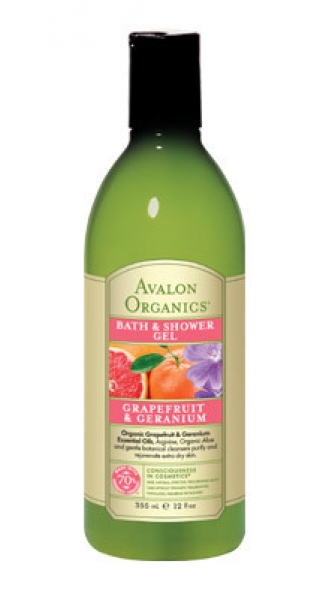 AVALON
ORGANICS®
BATH & SHOWER
GEL
GRAPEFRUIT
& GERANIUM
Organic Grapefruit & Geranium
Essential Oils, Arginine, Organic Aloe
and gentle botanical cleansers purify and
rejuvenate extra dry skin.
70%
CONSCIOUSNESS
IN COSMETICS®
355 ml ℮ 12 fl oz